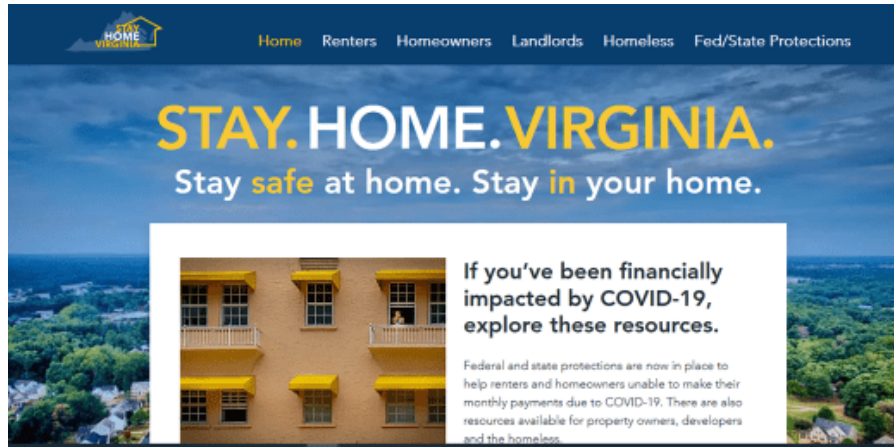 STAY
HOME
VIRGINIA
Home Renters Homeowners Landlords Homeless Fed/State Protections
STAY. HOME. VIRGINIA.
Stay safe at home. Stay in your home.
If you've been financially
impacted by COVID-19,
explore these resources.
Federal and state protections are now in place to
help renters and homeowners unable to make their
monthly payments due to COVID-19. There are also
resources available for property owners, developers
and the homeless.